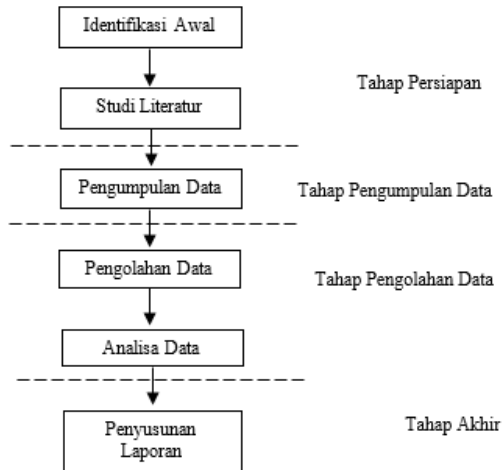 Identifikasi Awal
Tahap Persiapan
Studi Literatur
Pengumpulan Data
Tahap Pengumpulan Data
Pengolahan Data
Tahap Pengolahan Data
Analisa Data
Penyusunan
Laporan
Tahap Akhir